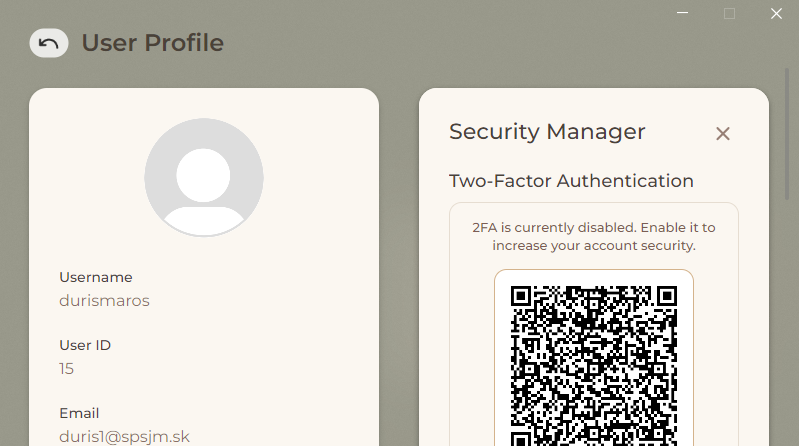 User Profile
Username
durismaros
User ID
15
Email
duris1@spsjm.sk
Security Manager
Two-Factor Authentication
2FA is currently disabled. Enable it to
increase your account security.